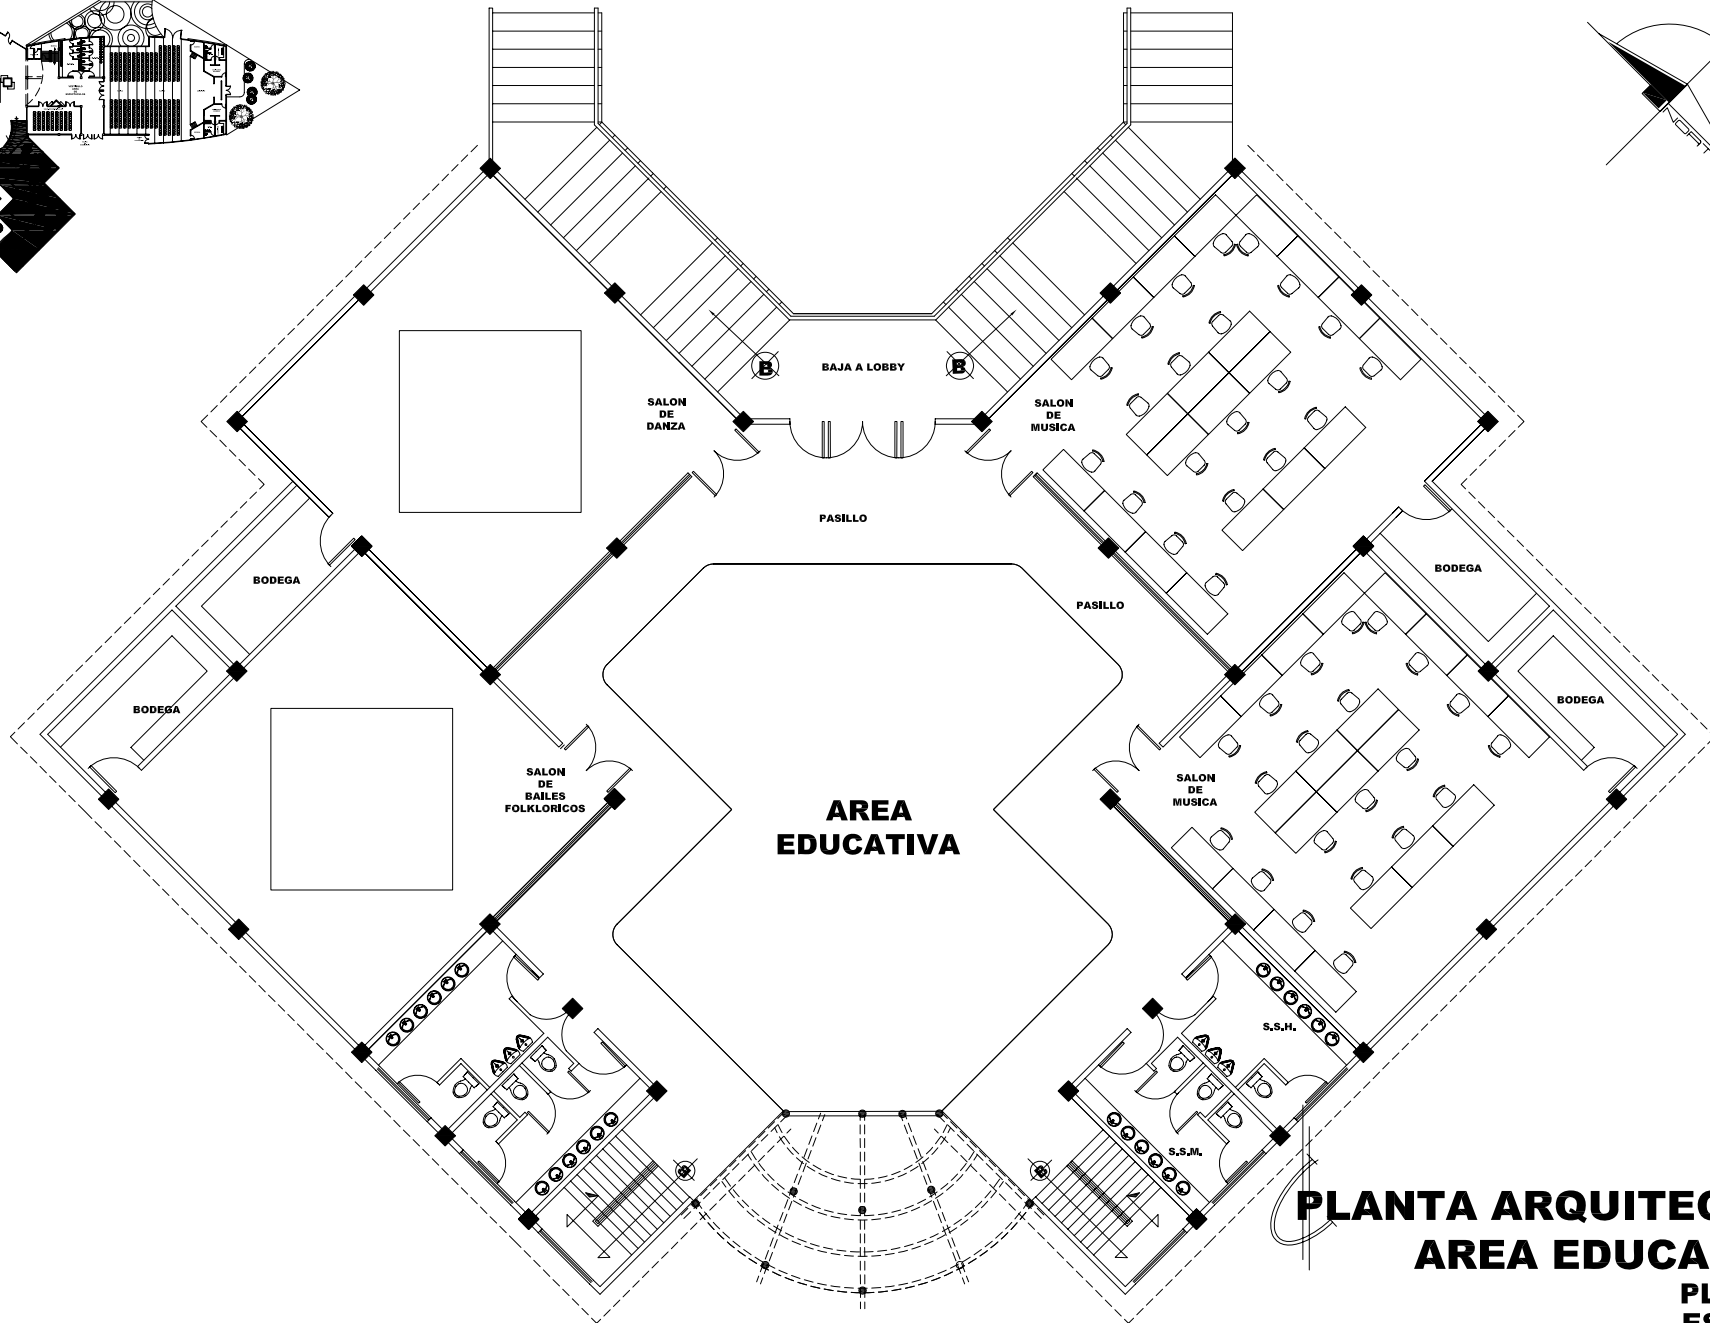 BAJA A LOBBY
B
B
SALON
DE
DANZA
SALON
DE
MUSICA
PASILLO
BODEGA
BODEGA
PASILLO
BODEGA
BODEGA
SALON
DE
BAILES
FOLKLORICOS
AREA
EDUCATIVA
SALON
DE
MUSICA
S.S.H.
S.S.M.
B
B
PLANTA ARQUITEC
AREA EDUCA
PL
ES